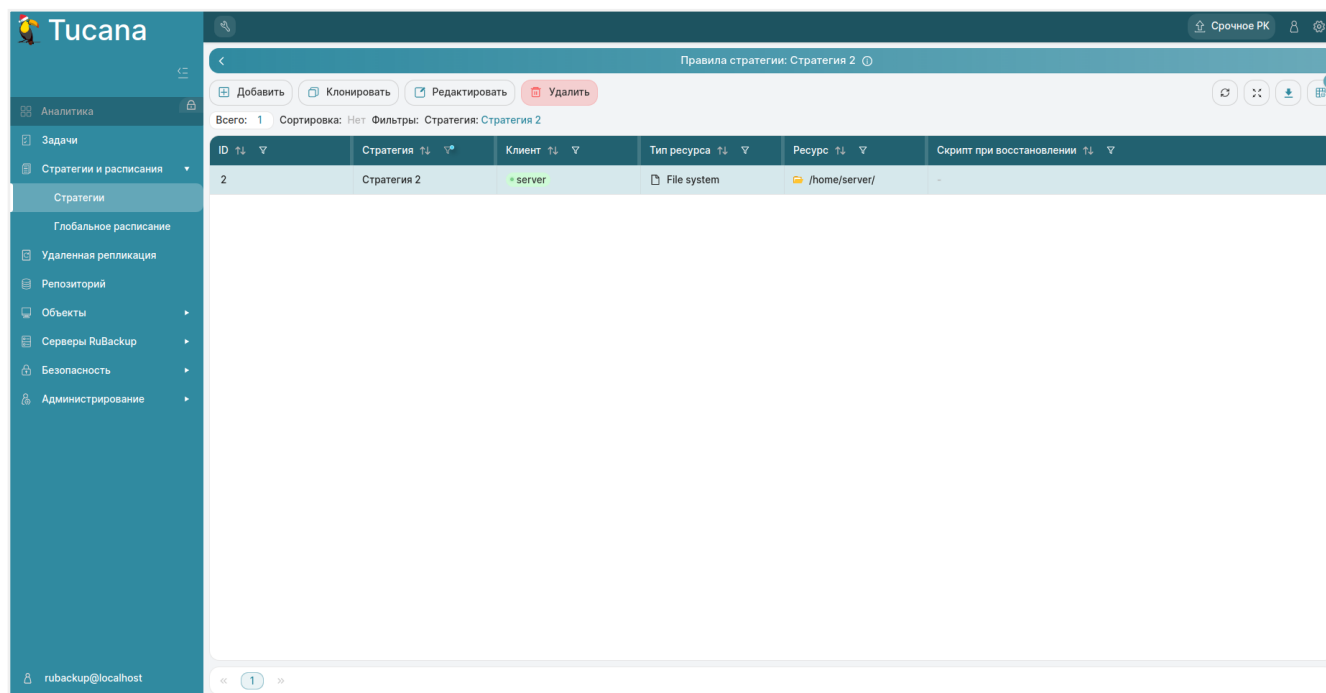 Tucana
Срочное РК
Правила стратегии: Стратегия 2
Добавить Клонировать Редактировать Удалить
Всего: 1 Сортировка: Нет Фильтры: Стратегия: Стратегия 2
Аналитика
Задачи
Стратегии и расписания
Стратегии
Глобальное расписание
Удаленная репликация
Репозиторий
Объекты
Серверы RuBackup
Безопасность
Администрирование
rubackup@localhost
ID Стратегия Клиент Тип ресурса Ресурс Скрипт при восстановлении
2 Стратегия 2 server File system /home/server/ -
« 1 »